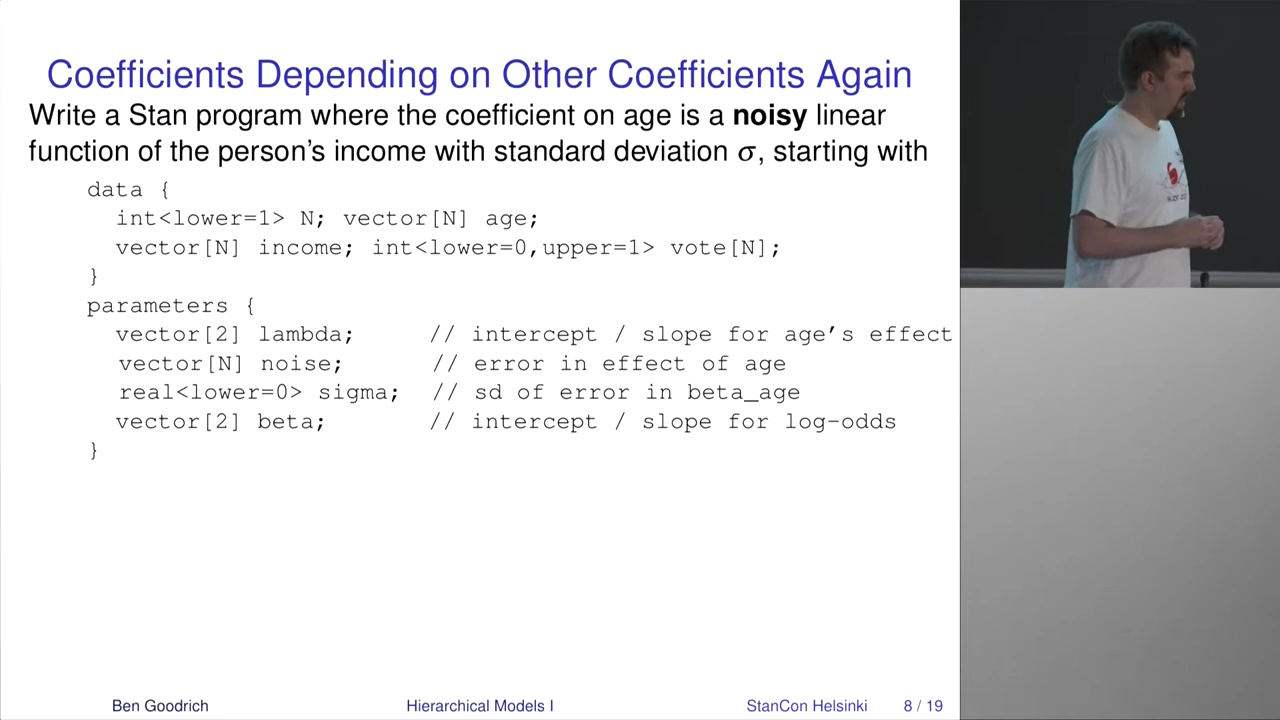 Coefficients Depending on Other Coefficients Again
Write a Stan program where the coefficient on age is a noisy linear
function of the person's income with standard deviation σ, starting with
data {
  int<lower=1> N; vector[N] age;
  vector[N] income; int<lower=0,upper=1> vote[N];
}
parameters {
  vector[2] lambda;      // intercept / slope for age's effect
  vector[N] noise;       // error in effect of age
  real<lower=0> sigma;   // sd of error in beta_age
  vector[2] beta;        // intercept / slope for log-odds
}
Ben Goodrich Hierarchical Models I StanCon Helsinki 8 / 19